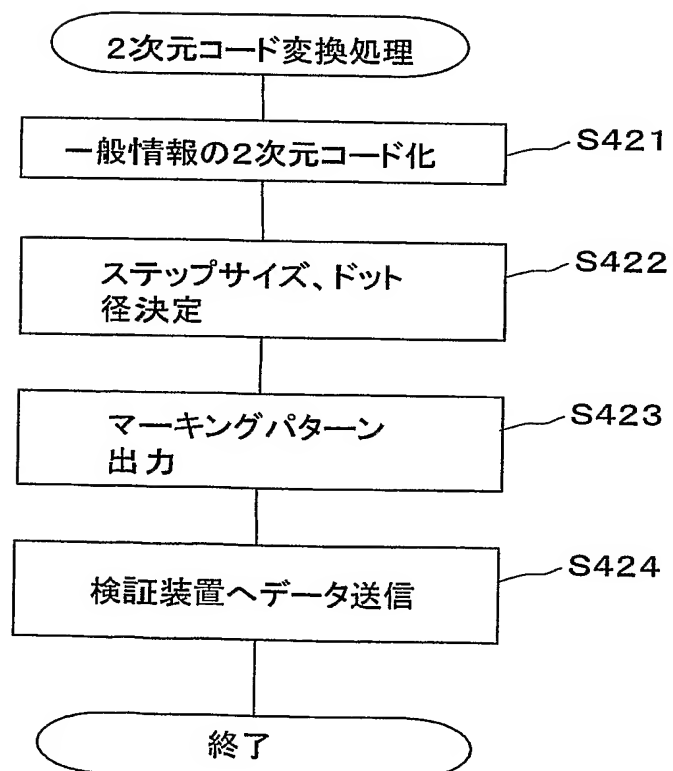 2次元コード変換処理
一般情報の2次元コード化
S421
ステップサイズ、ドット
径決定
S422
マーキングパターン
出力
S423
検証装置へデータ送信
S424
終了